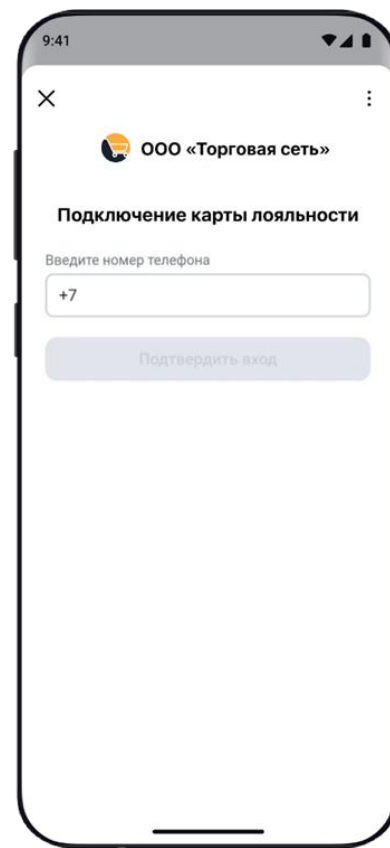 9:41
ООО «Торговая сеть»
Подключение карты лояльности
Введите номер телефона
+7
Подтвердить вход